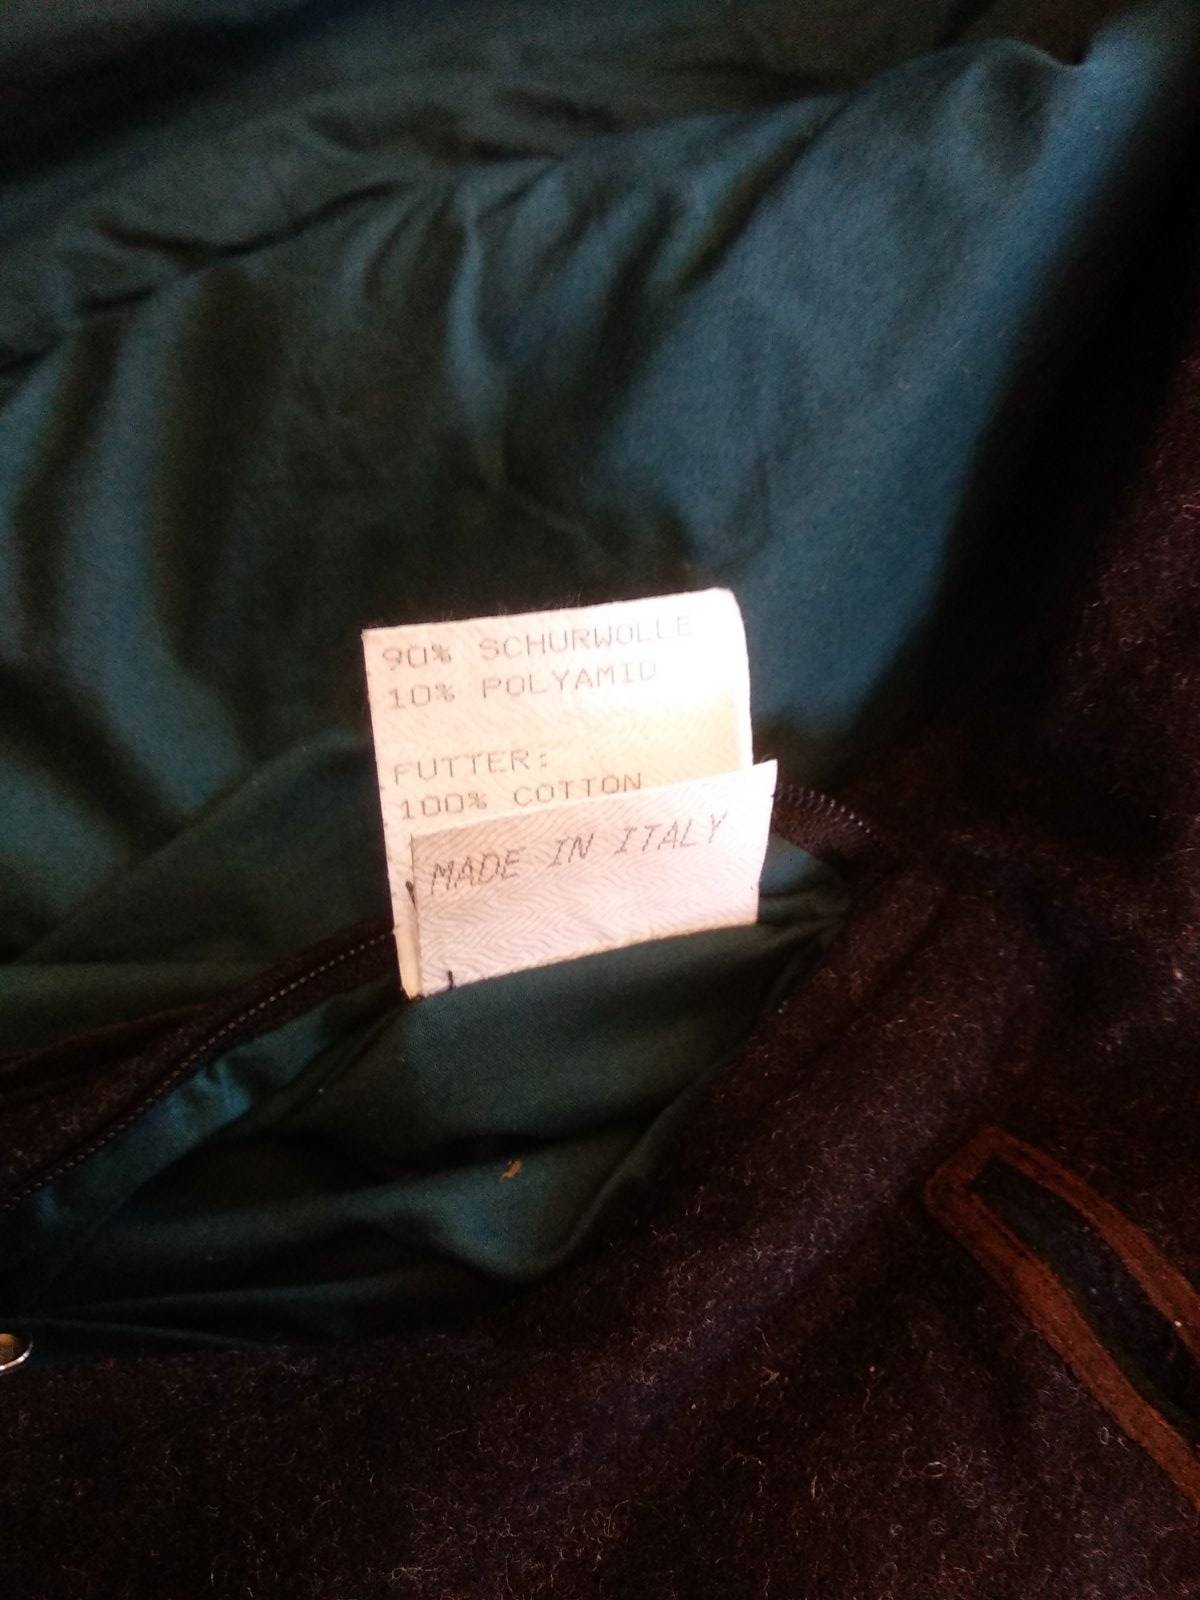 90% SCHURWOLLE
10% POLYAMID
FUTTER:
100% COTTON
MADE IN ITALY